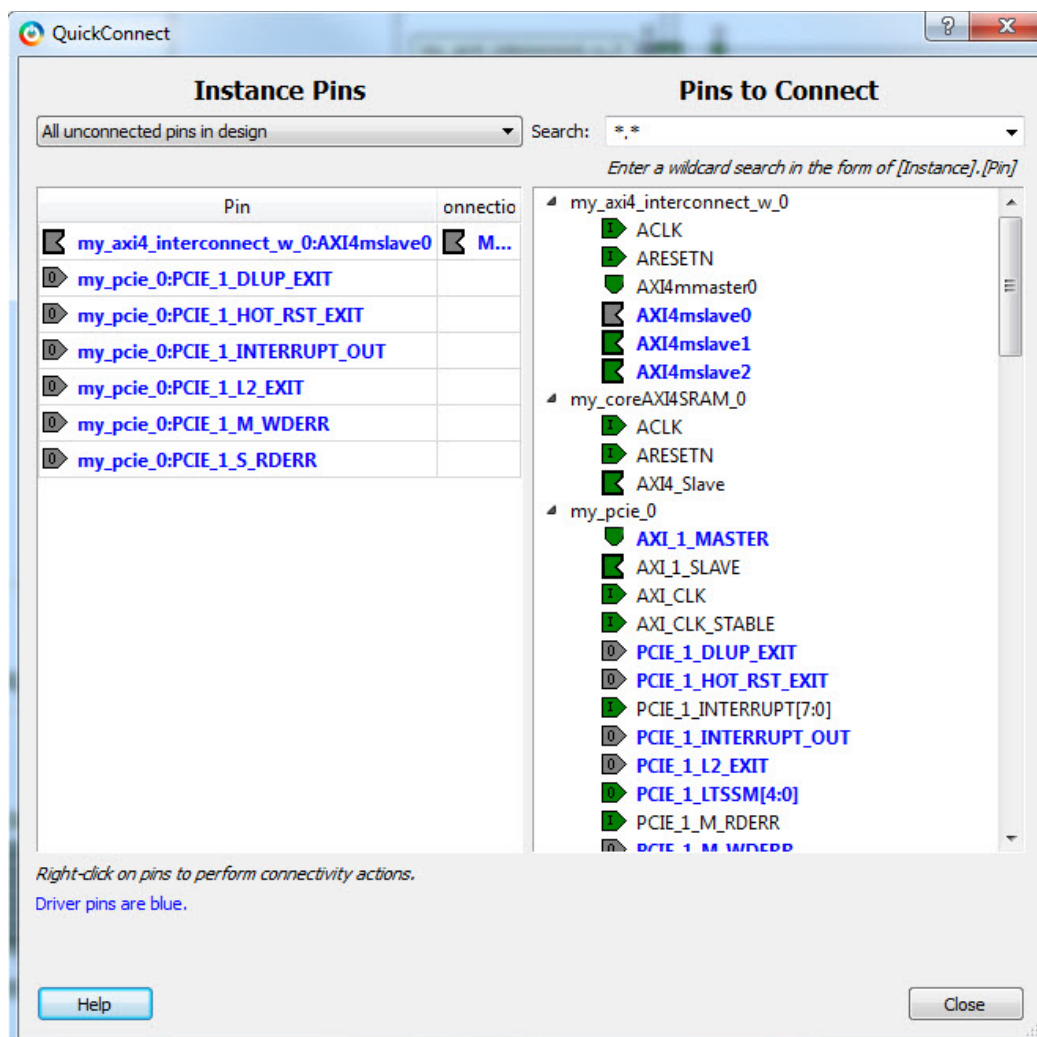 QuickConnect
Instance Pins
Pins to Connect
All unconnected pins in design
Search: *.*
Enter a wildcard search in the form of [Instance].[Pin]
Pin onnectio
my_axi4_interconnect_w_0:AXI4mslave0 M...
my_pcie_0:PCIE_1_DLUP_EXIT
my_pcie_0:PCIE_1_HOT_RST_EXIT
my_pcie_0:PCIE_1_INTERRUPT_OUT
my_pcie_0:PCIE_1_L2_EXIT
my_pcie_0:PCIE_1_M_WDERR
my_pcie_0:PCIE_1_S_RDERR
my_axi4_interconnect_w_0
I ACLK
I ARESETN
AXI4mmaster0
AXI4mslave0
AXI4mslave1
AXI4mslave2
my_coreAXI4SRAM_0
I ACLK
I ARESETN
AXI4_Slave
my_pcie_0
AXI_1_MASTER
AXI_1_SLAVE
I AXI_CLK
I AXI_CLK_STABLE
O PCIE_1_DLUP_EXIT
O PCIE_1_HOT_RST_EXIT
I PCIE_1_INTERRUPT[7:0]
O PCIE_1_INTERRUPT_OUT
O PCIE_1_L2_EXIT
O PCIE_1_LTSSM[4:0]
I PCIE_1_M_RDERR
O PCIE_1_M_WDERR
Right-click on pins to perform connectivity actions.
Driver pins are blue.
Help
Close